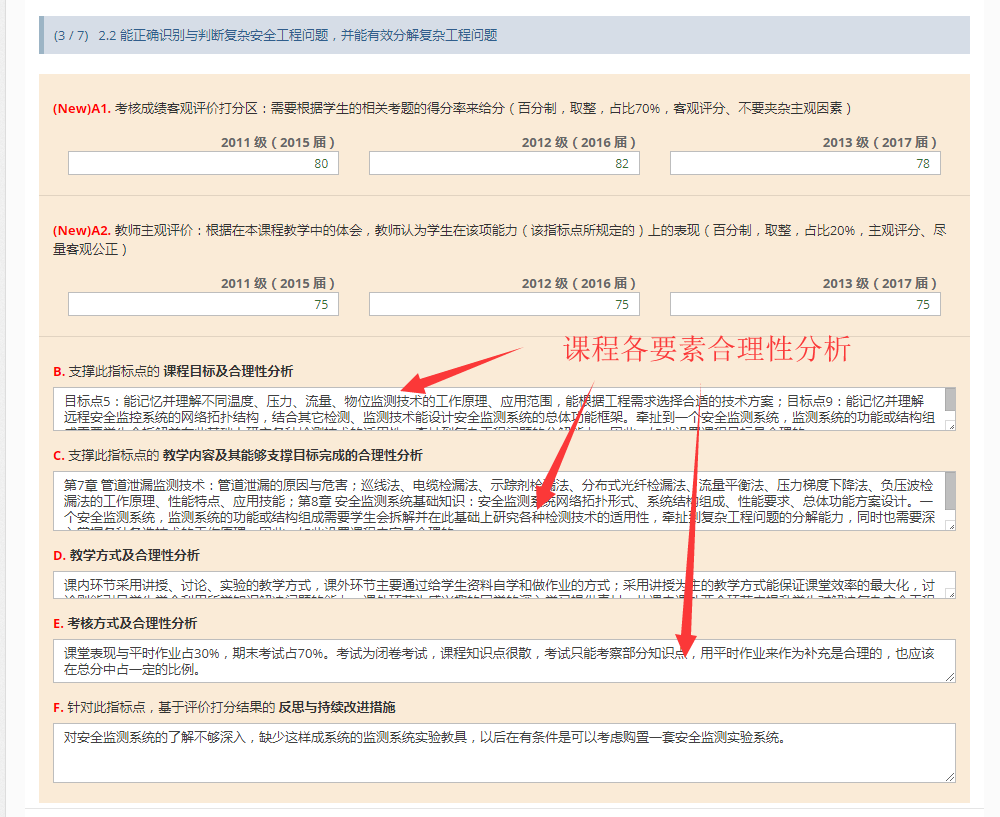 (3 / 7) 2.2 能正确识别与判断复杂安全工程问题，并能有效分解复杂工程问题
(New)A1. 考核成绩客观评价打分区：需要根据学生的相关考题的得分率来给分（百分制，取整，占比70%，客观评分、不要夹杂主观因素）
2011 级（2015 届） 2012 级（2016 届） 2013 级（2017 届）
80 82 78
(New)A2. 教师主观评价：根据在本课程教学中的体会，教师认为学生在该项能力（该指标点所规定的）上的表现（百分制，取整，占比20%，主观评分、尽
量客观公正）
2011 级（2015 届） 2012 级（2016 届） 2013 级（2017 届）
75 75 75
课程各要素合理性分析
B. 支撑此指标点的 课程目标及合理性分析
目标点5：能记忆并理解不同温度、压力、流量、物位监测技术的工作原理、应用范围，能根据工程需求选择合适的技术方案；目标点9：能记忆并理解
远程安全监控系统的网络拓扑结构，结合其它检测、监测技术能设计安全监测系统的总体功能框架。牵扯到一个安全监测系统，监测系统的功能或结构组
C. 支撑此指标点的 教学内容及其能够支撑目标完成的合理性分析
第7章 管道泄漏监测技术：管道泄漏的原因与危害；巡线法、电缆检漏法、示踪剂检漏法、分布式光纤检漏法、流量平衡法、压力梯度下降法、负压波检
漏法的工作原理、性能特点、应用技能；第8章 安全监测系统基础知识：安全监测系统网络拓扑形式、系统结构组成、性能要求、总体功能方案设计。一
个安全监测系统，监测系统的功能或结构组成需要学生会拆解并在此基础上研究各种检测技术的适用性，牵扯到复杂工程问题的分解能力，同时也需要深
D. 教学方式及合理性分析
课内环节采用讲授、讨论、实验的教学方式，课外环节主要通过给学生资料自学和做作业的方式；采用讲授为主的教学方式能保证课堂效率的最大化，讨
E. 考核方式及合理性分析
课堂表现与平时作业占30%，期末考试占70%。考试为闭卷考试，课程知识点很散，考试只能考察部分知识点，用平时作业来作为补充是合理的，也应该
在总分中占一定的比例。
F. 针对此指标点，基于评价打分结果的 反思与持续改进措施
对安全监测系统的了解不够深入，缺少这样成系统的监测系统实验教具，以后在有条件是可以考虑购置一套安全监测实验系统。